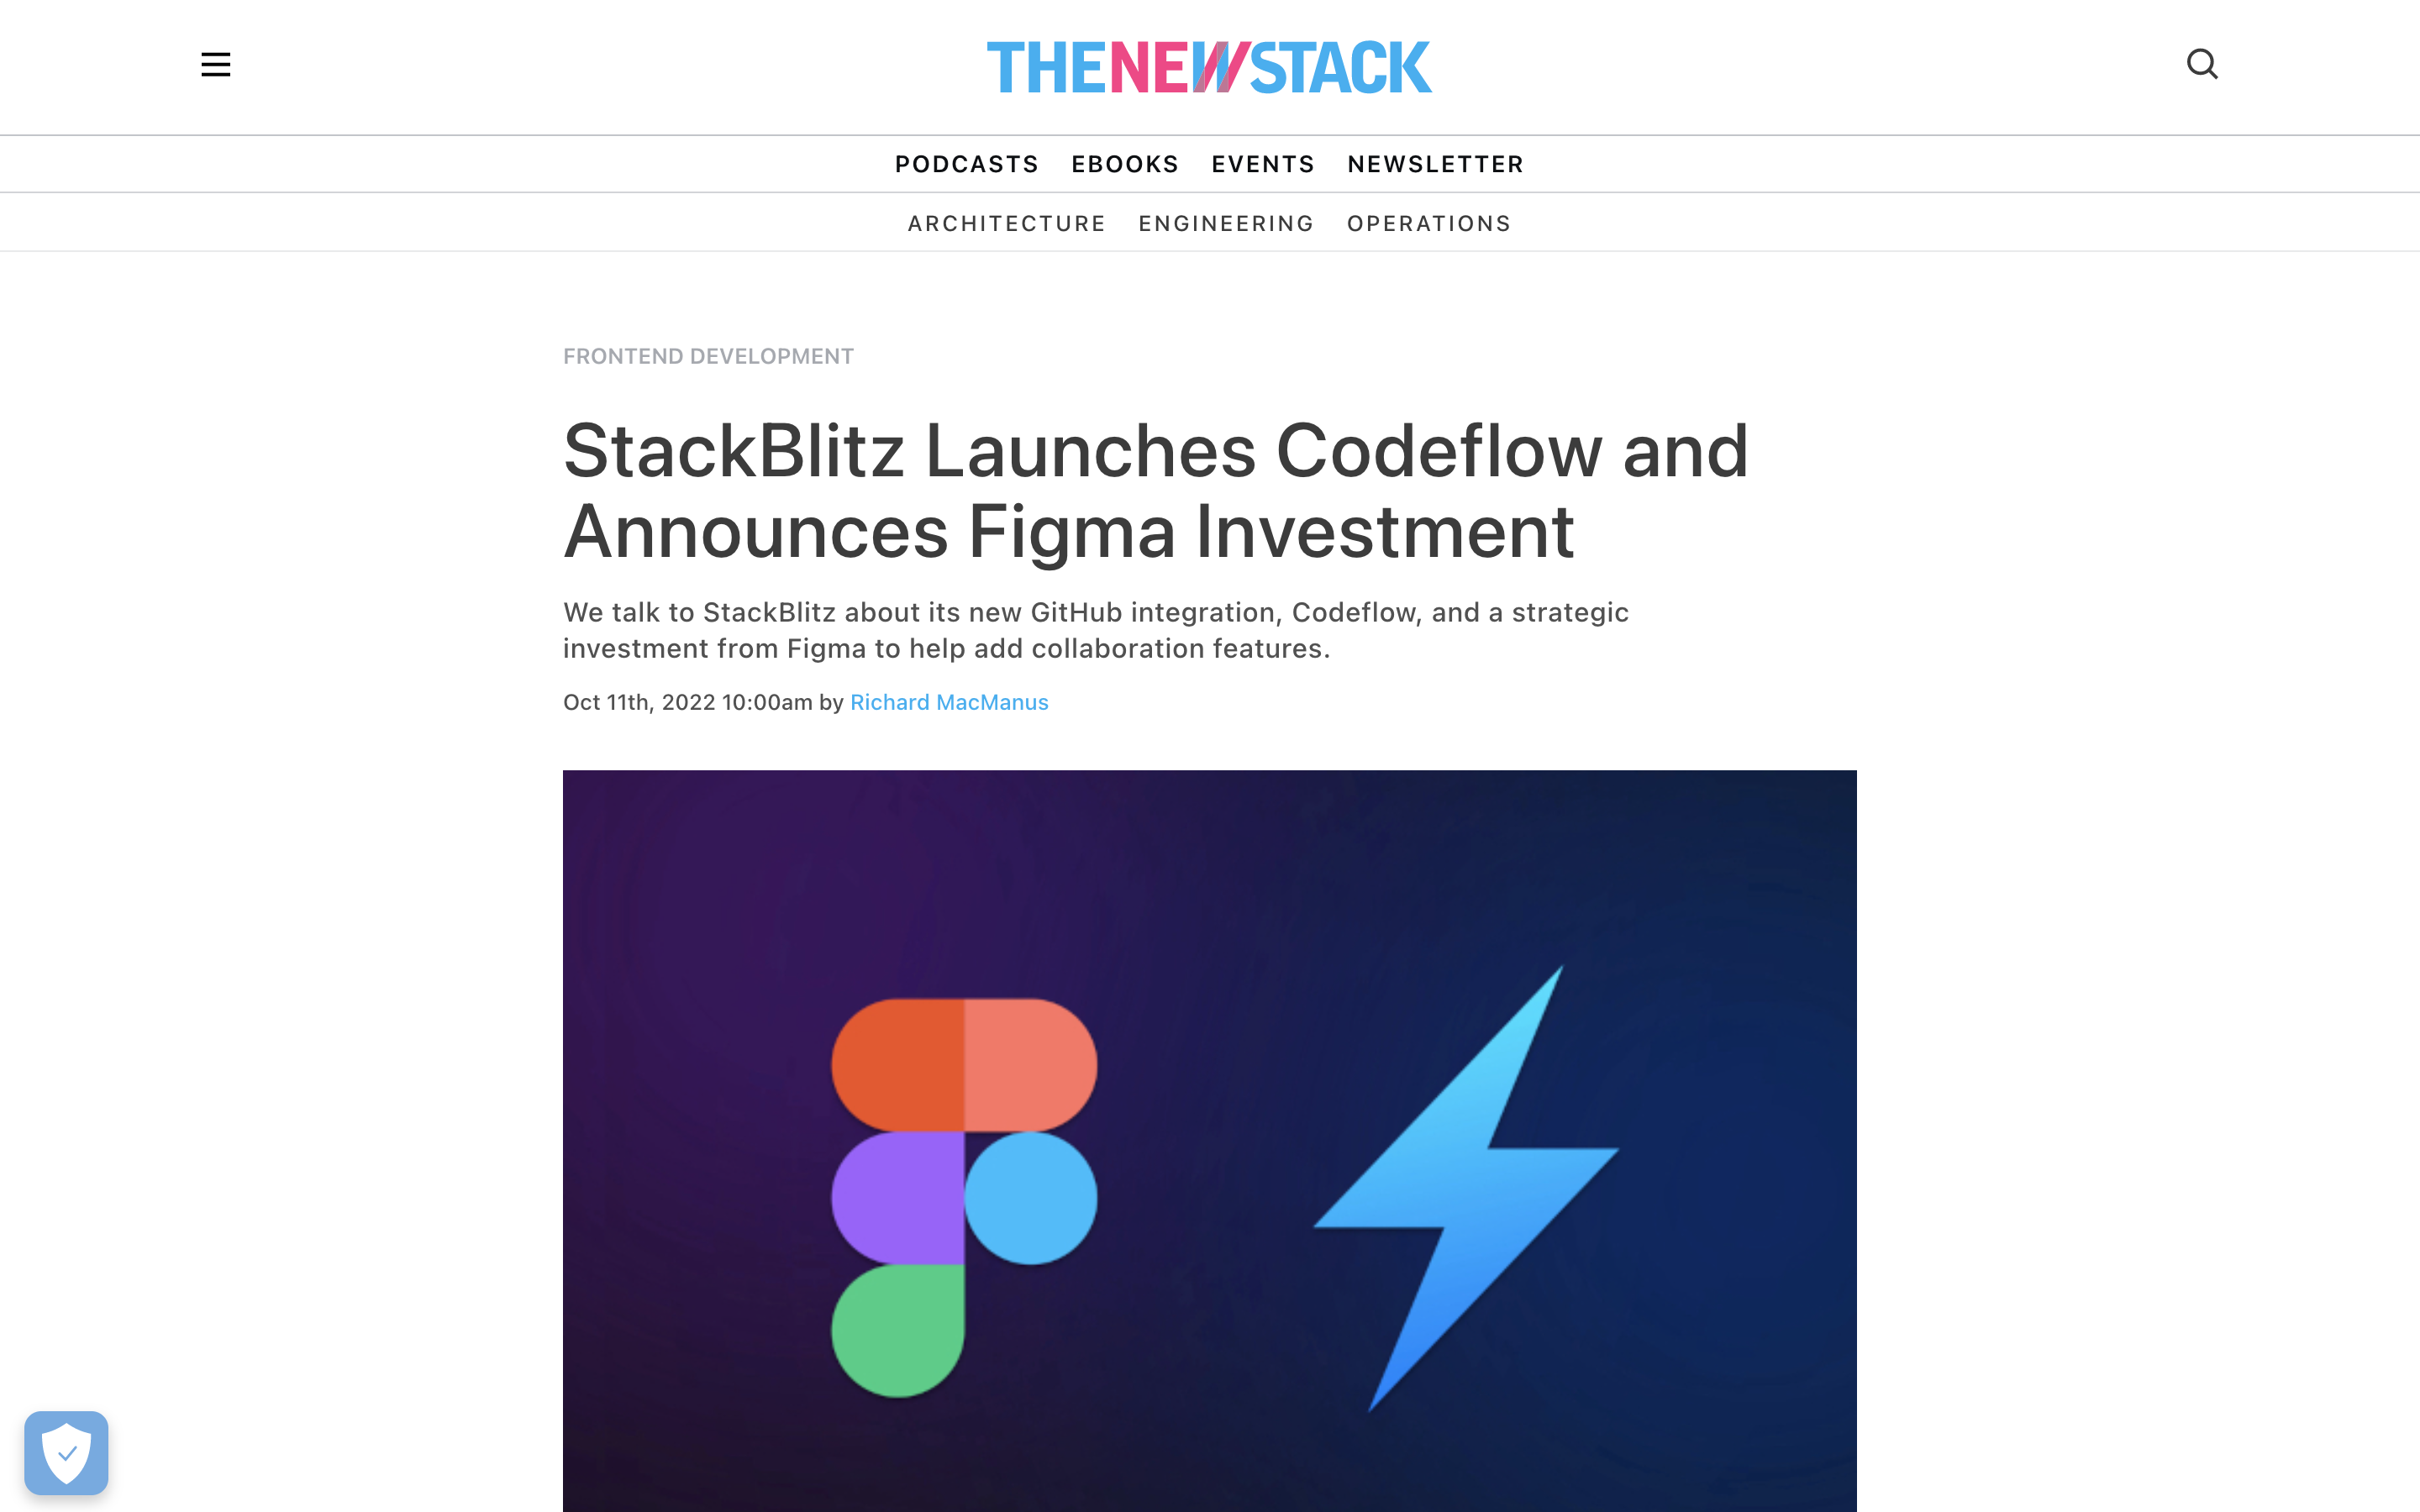 THENEWSTACK
PODCASTS EBOOKS EVENTS NEWSLETTER
ARCHITECTURE ENGINEERING OPERATIONS
FRONTEND DEVELOPMENT
StackBlitz Launches Codeflow and
Announces Figma Investment
We talk to StackBlitz about its new GitHub integration, Codeflow, and a strategic
investment from Figma to help add collaboration features.
Oct 11th, 2022 10:00am by Richard MacManus